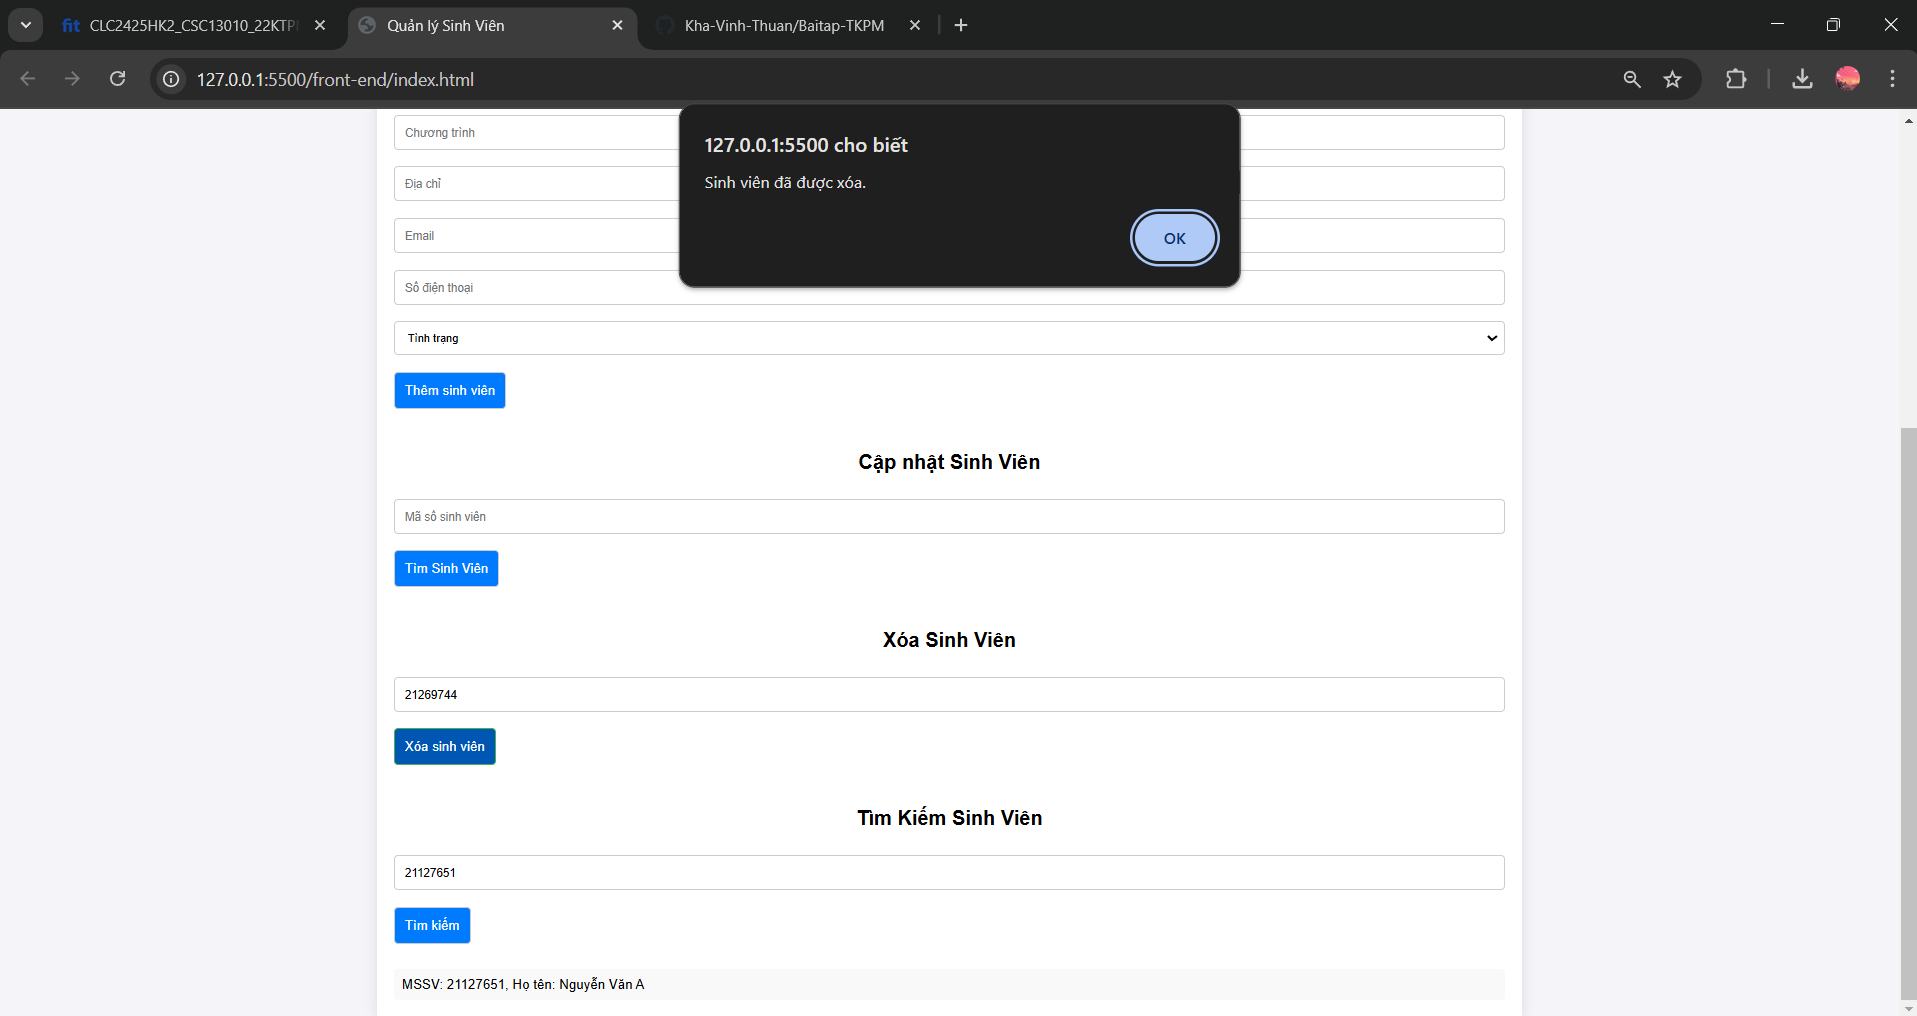 CLC2425HK2_CSC13010_22KTP
Quản lý Sinh Viên
Kha-Vinh-Thuan/Baitap-TKPM
127.0.0.1:5500/front-end/index.html
127.0.0.1:5500 cho biết
Sinh viên đã được xóa.
OK
Chương trình
Địa chỉ
Email
Số điện thoại
Tình trạng
Thêm sinh viên
Cập nhật Sinh Viên
Mã số sinh viên
Tìm Sinh Viên
Xóa Sinh Viên
21269744
Xóa sinh viên
Tìm Kiếm Sinh Viên
21127651
Tìm kiếm
MSSV: 21127651, Họ tên: Nguyễn Văn A